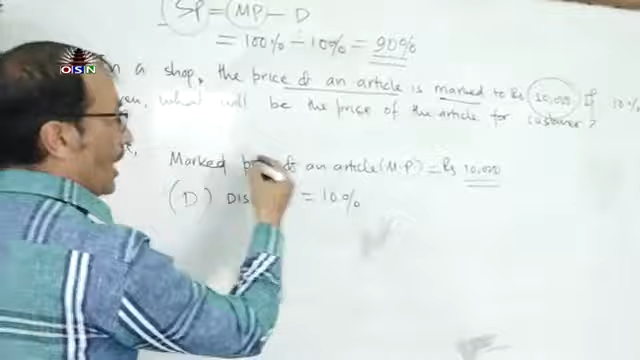 SP = MP - D
= 100% - 10% = 90%
OSN
n a shop, the price of an article is marked to Rs 10,000 If 10%
en, what will be the price of the article for customer?
Marked price of an article (M.P.) = Rs 10,000
(D) Dis = 10%